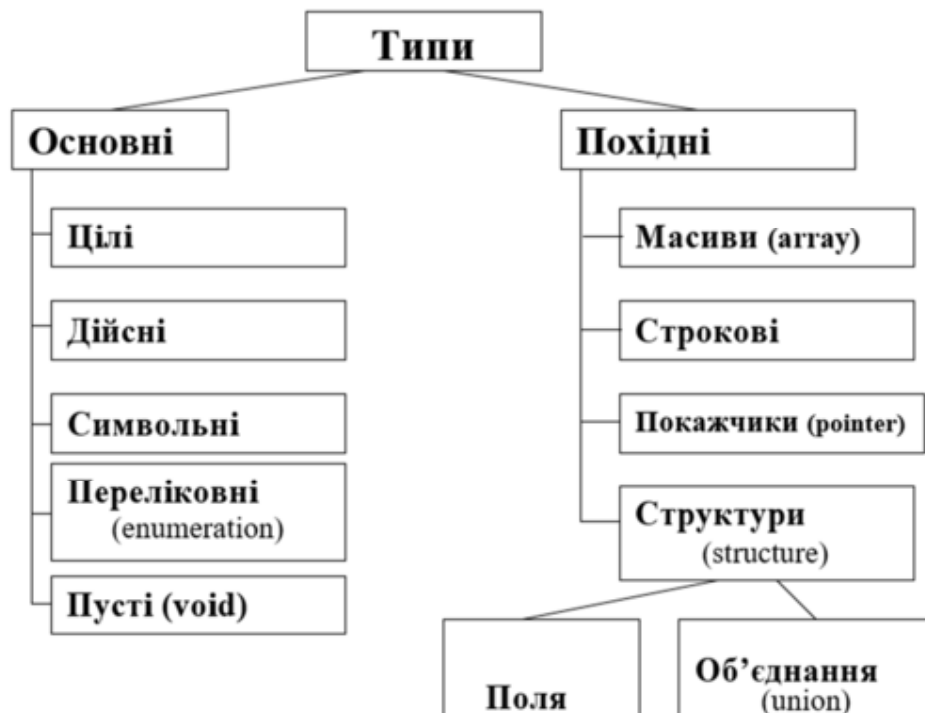 Типи
Основні
Похідні
Цілі
Масиви (array)
Дійсні
Строкові
Символьні
Покажчики (pointer)
Переліковні
(enumeration)
Структури
(structure)
Пусті (void)
Поля
Об’єднання
(union)